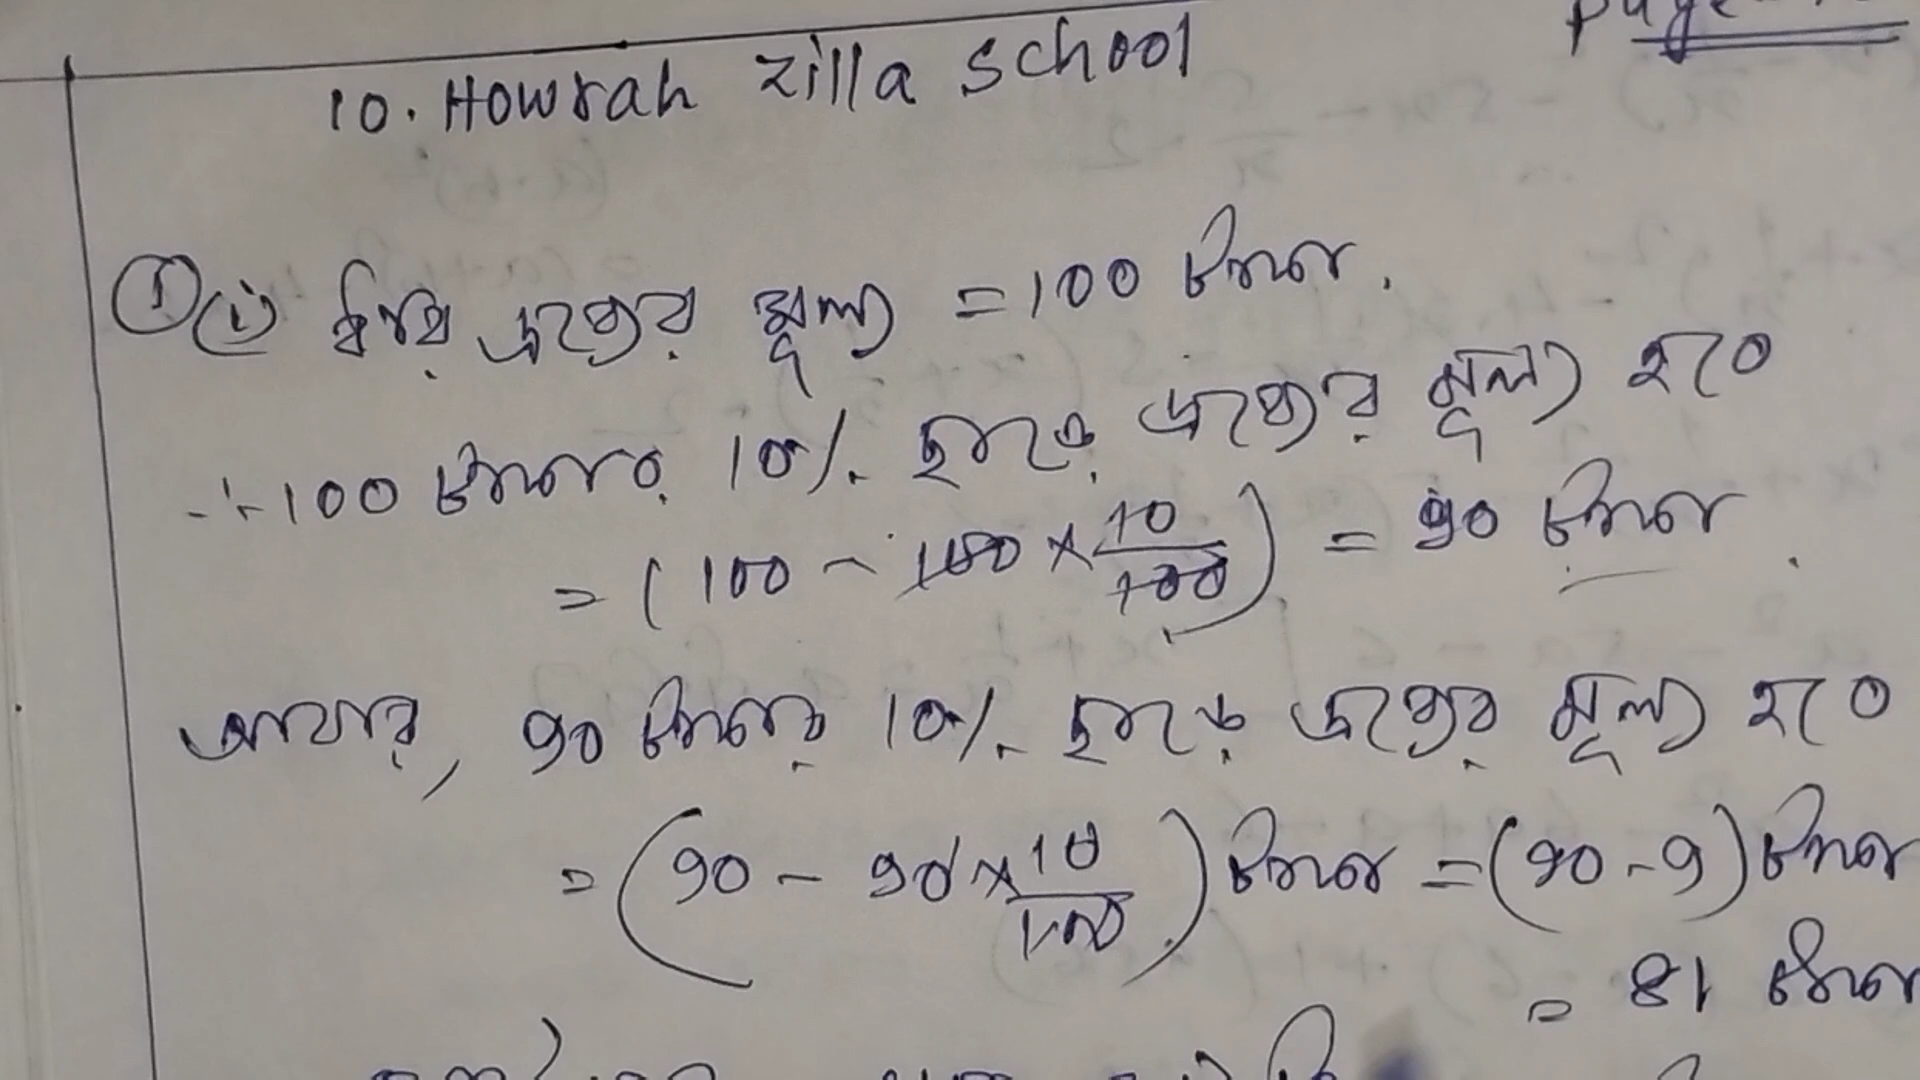 Page
10. Howrah Zilla School
① (i) ধরি দ্রব্যের মূল্য = 100 টাকা.
∴ 100 টাকার 10% ছাড়ে দ্রব্যের মূল্য হবে
= (100 - 100 × 10/100) = 90 টাকা.
আবার, 90 টাকার 10% ছাড়ে দ্রব্যের মূল্য হবে
= (90 - 90 × 10/100) টাকা = (90 - 9) টাকা
= 81 টাকা